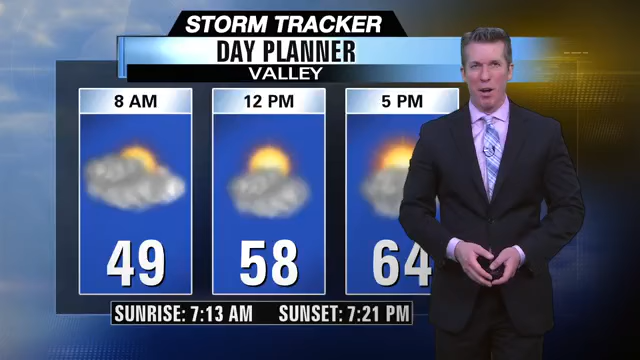 STORM TRACKER
DAY PLANNER
VALLEY
8 AM 12 PM 5 PM
49 58 64
SUNRISE: 7:13 AM SUNSET: 7:21 PM